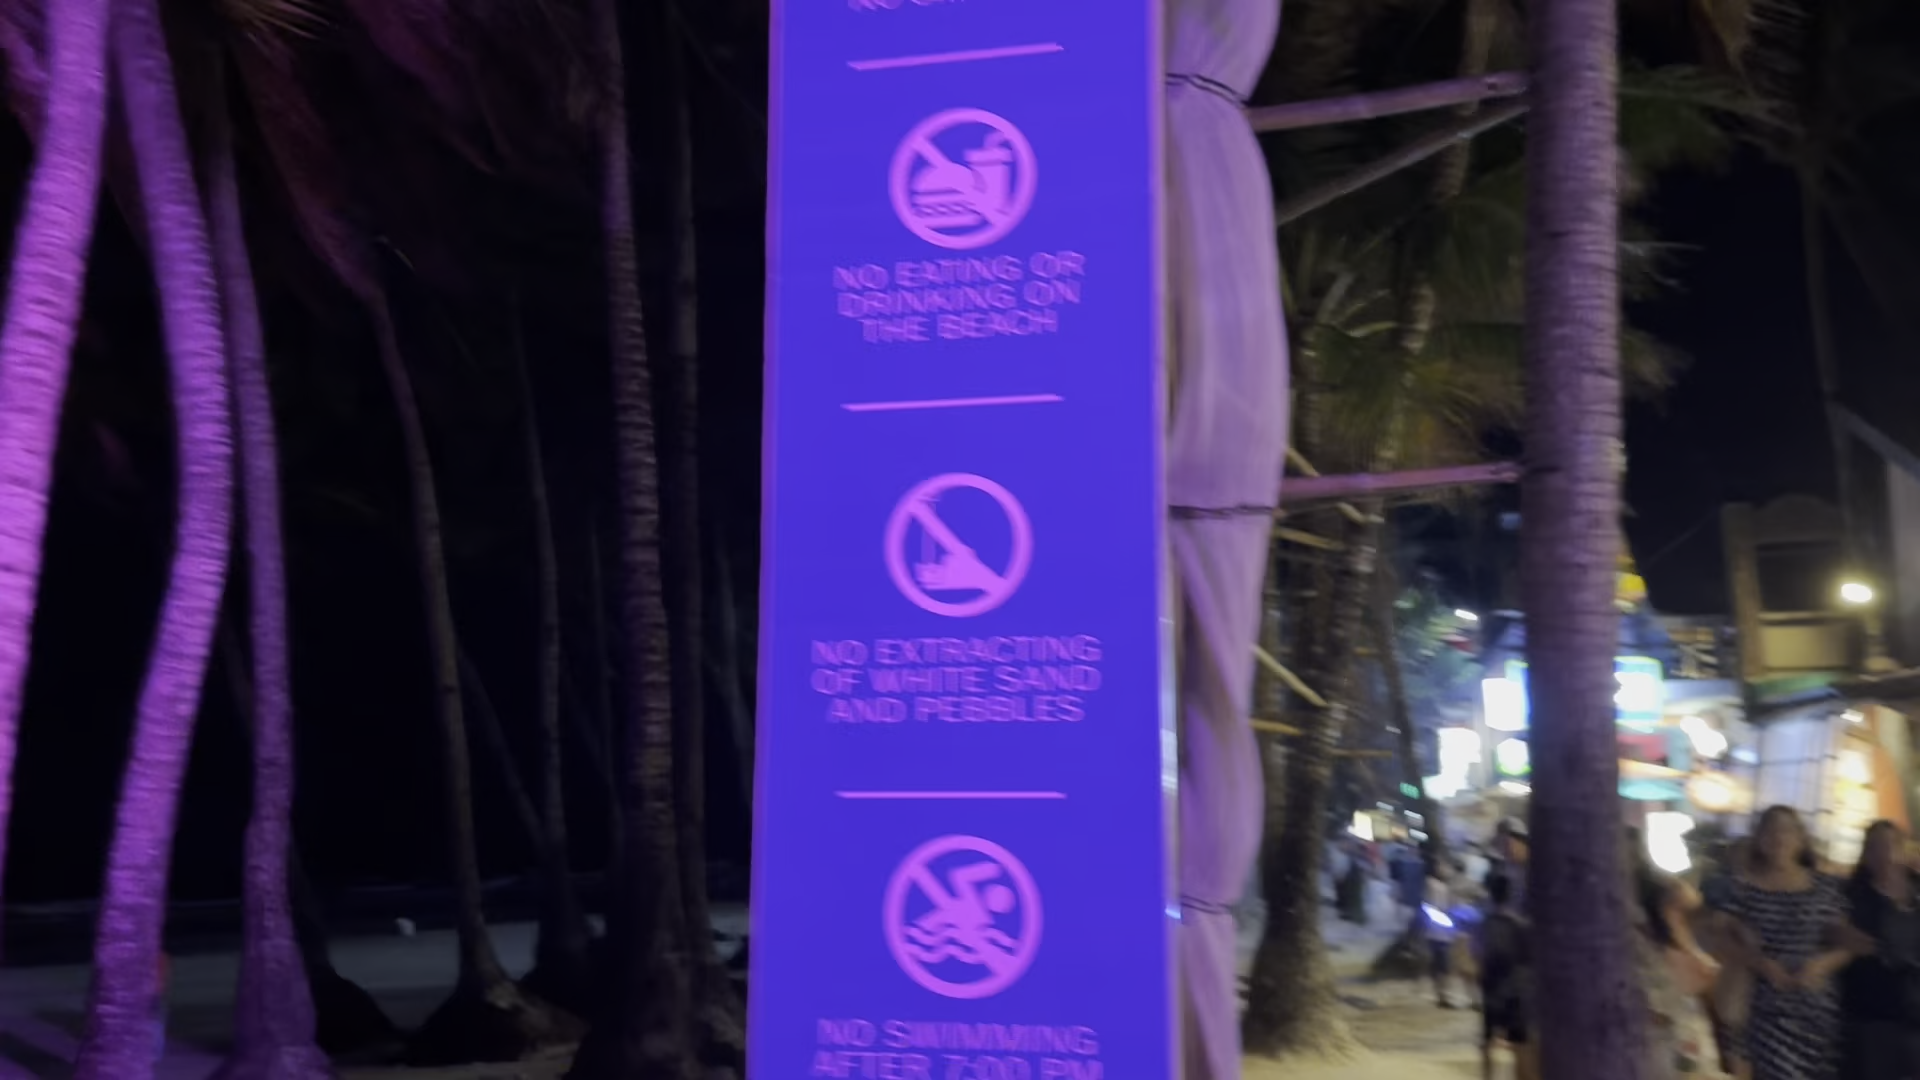 NO EATING OR
DRINKING ON
THE BEACH
NO EXTRACTING
OF WHITE SAND
AND PEBBLES
NO SWIMMING
AFTER 7:00 PM